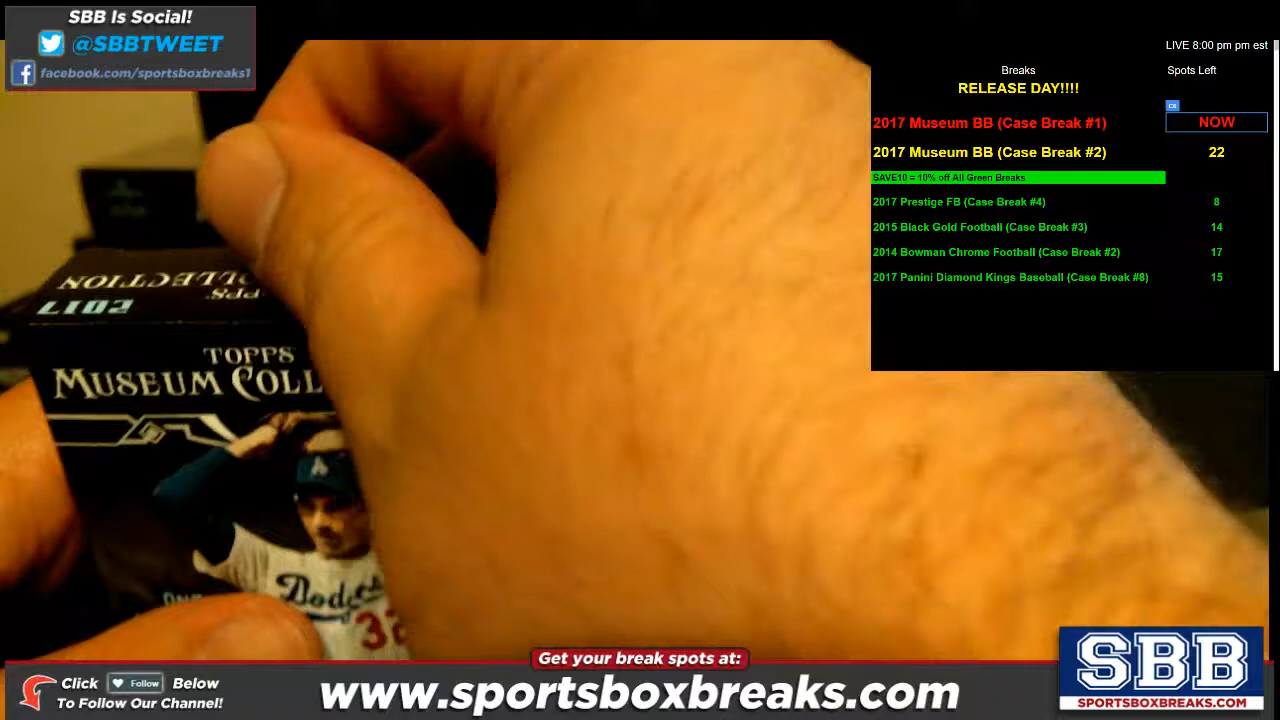 SBB Is Social!
@SBBTWEET
facebook.com/sportsboxbreaks1
LIVE 8:00 pm pm est
Breaks
Spots Left
RELEASE DAY!!!!
2017 Museum BB (Case Break #1)
NOW
2017 Museum BB (Case Break #2)
22
SAVE10 = 10% off All Green Breaks
2017 Prestige FB (Case Break #4)
8
2015 Black Gold Football (Case Break #3)
14
2014 Bowman Chrome Football (Case Break #2)
17
2017 Panini Diamond Kings Baseball (Case Break #8)
15
2017
TOPPS
MUSEUM COLL
A
Dodgers
32
Get your break spots at:
www.sportsboxbreaks.com
Click Follow Below
To Follow Our Channel!
SBB
SPORTSBOXBREAKS.COM